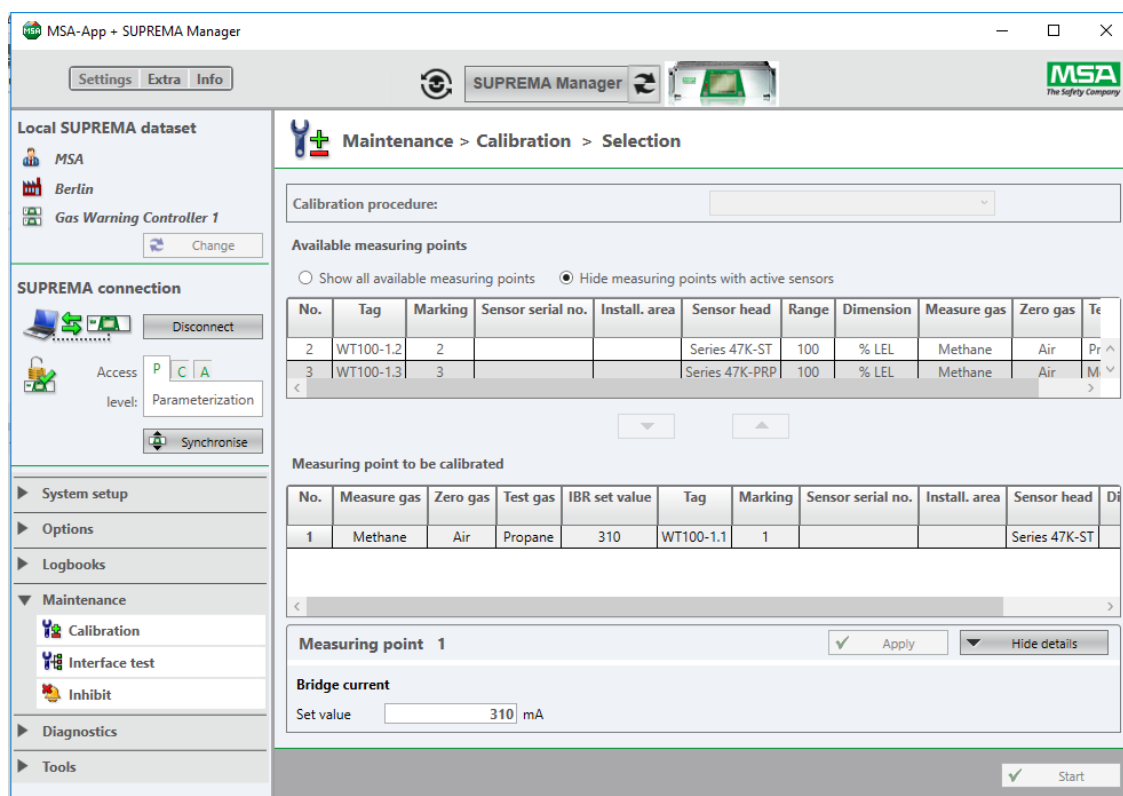 MSA-App + SUPREMA Manager
Settings Extra Info
SUPREMA Manager
MSA
The Safety Company
Local SUPREMA dataset
MSA
Berlin
Gas Warning Controller 1
Change
SUPREMA connection
Disconnect
Access level:
P C A
Parameterization
Synchronise
System setup
Options
Logbooks
Maintenance
Calibration
Interface test
Inhibit
Diagnostics
Tools
Maintenance > Calibration > Selection
Calibration procedure:
Available measuring points
Show all available measuring points Hide measuring points with active sensors
No. Tag Marking Sensor serial no. Install. area Sensor head Range Dimension Measure gas Zero gas Te
2 WT100-1.2 2 Series 47K-ST 100 % LEL Methane Air Pr
3 WT100-1.3 3 Series 47K-PRP 100 % LEL Methane Air M
Measuring point to be calibrated
No. Measure gas Zero gas Test gas IBR set value Tag Marking Sensor serial no. Install. area Sensor head Di
1 Methane Air Propane 310 WT100-1.1 1 Series 47K-ST
Measuring point 1
Apply Hide details
Bridge current
Set value 310 mA
Start